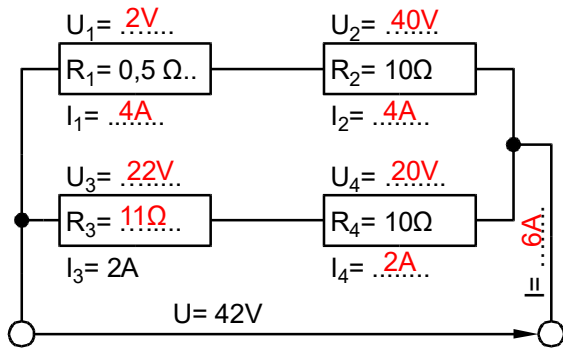 U₁= 2V
U₂= 40V
R₁= 0,5 Ω..
R₂= 10Ω
I₁= 4A
I₂= 4A
U₃= 22V
U₄= 20V
R₃= 11Ω
R₄= 10Ω
I₃= 2A
I₄= 2A
I= 6A
U= 42V